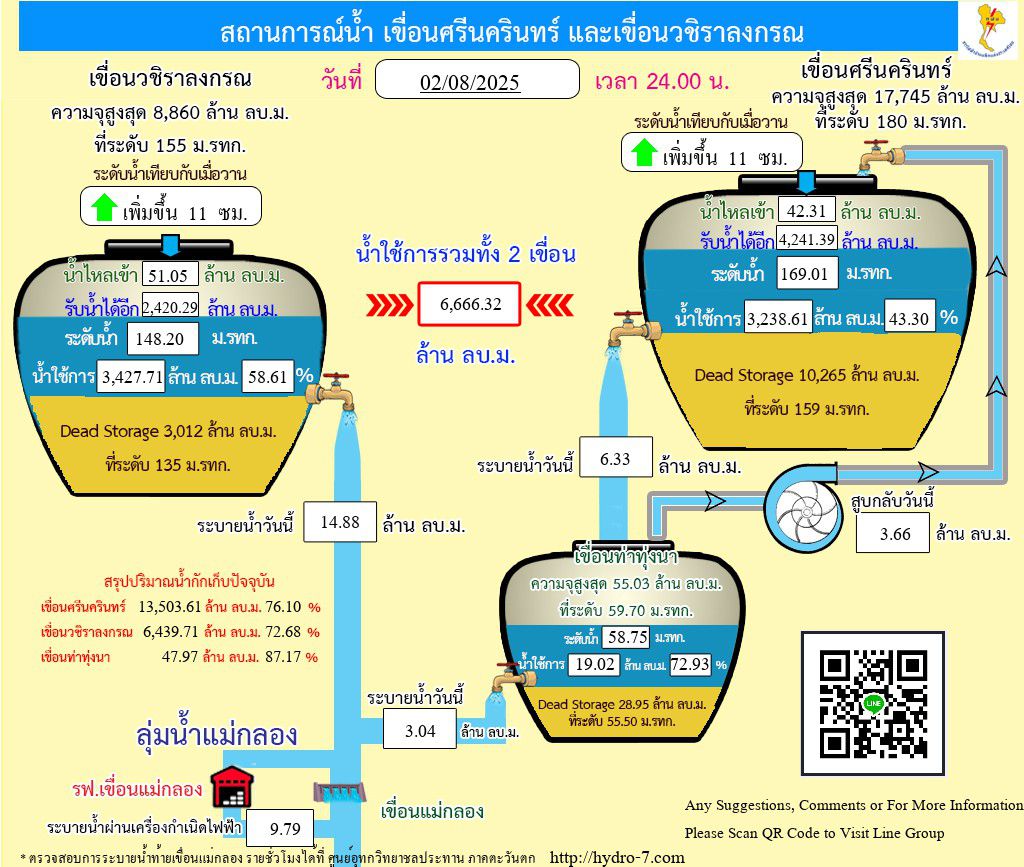 สถานการณ์น้ำ เขื่อนศรีนครินทร์ และเขื่อนวชิราลงกรณ
วันที่ 02/08/2025 เวลา 24.00 น.
เขื่อนวชิราลงกรณ
ความจุสูงสุด 8,860 ล้าน ลบ.ม.
ที่ระดับ 155 ม.รทก.
ระดับน้ำเทียบกับเมื่อวาน
เพิ่มขึ้น 11 ซม.
น้ำไหลเข้า 51.05 ล้าน ลบ.ม.
รับน้ำได้อีก 2,420.29 ล้าน ลบ.ม.
ระดับน้ำ 148.20 ม.รทก.
น้ำใช้การ 3,427.71 ล้าน ลบ.ม. 58.61 %
Dead Storage 3,012 ล้าน ลบ.ม.
ที่ระดับ 135 ม.รทก.
ระบายน้ำวันนี้ 14.88 ล้าน ลบ.ม.
น้ำใช้การรวมทั้ง 2 เขื่อน
6,666.32
ล้าน ลบ.ม.
เขื่อนศรีนครินทร์
ความจุสูงสุด 17,745 ล้าน ลบ.ม.
ที่ระดับ 180 ม.รทก.
ระดับน้ำเทียบกับเมื่อวาน
เพิ่มขึ้น 11 ซม.
น้ำไหลเข้า 42.31 ล้าน ลบ.ม.
รับน้ำได้อีก 4,241.39 ล้าน ลบ.ม.
ระดับน้ำ 169.01 ม.รทก.
น้ำใช้การ 3,238.61 ล้าน ลบ.ม. 43.30 %
Dead Storage 10,265 ล้าน ลบ.ม.
ที่ระดับ 159 ม.รทก.
ระบายน้ำวันนี้ 6.33 ล้าน ลบ.ม.
สูบกลับวันนี้
3.66 ล้าน ลบ.ม.
เขื่อนท่าทุ่งนา
ความจุสูงสุด 55.03 ล้าน ลบ.ม.
ที่ระดับ 59.70 ม.รทก.
ระดับน้ำ 58.75 ม.รทก.
น้ำใช้การ 19.02 ล้าน ลบ.ม. 72.93 %
Dead Storage 28.95 ล้าน ลบ.ม.
ที่ระดับ 55.50 ม.รทก.
ระบายน้ำวันนี้
3.04 ล้าน ลบ.ม.
สรุปปริมาณน้ำกักเก็บปัจจุบัน
เขื่อนศรีนครินทร์ 13,503.61 ล้าน ลบ.ม. 76.10 %
เขื่อนวชิราลงกรณ 6,439.71 ล้าน ลบ.ม. 72.68 %
เขื่อนท่าทุ่งนา 47.97 ล้าน ลบ.ม. 87.17 %
ลุ่มน้ำแม่กลอง
รฟ.เขื่อนแม่กลอง
เขื่อนแม่กลอง
ระบายน้ำผ่านเครื่องกำเนิดไฟฟ้า 9.79
LINE
Any Suggestions, Comments or For More Information
Please Scan QR Code to Visit Line Group
* ตรวจสอบการระบายน้ำท้ายเขื่อนแม่กลอง รายชั่วโมงได้ที่ ศูนย์อุทกวิทยาชลประทาน ภาคตะวันตก http://hydro-7.com/